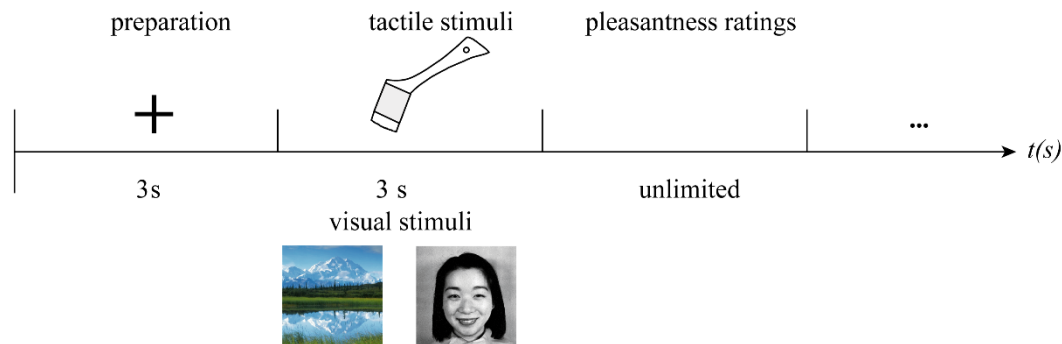 preparation
tactile stimuli
pleasantness ratings
...
t(s)
3s
3 s
unlimited
visual stimuli